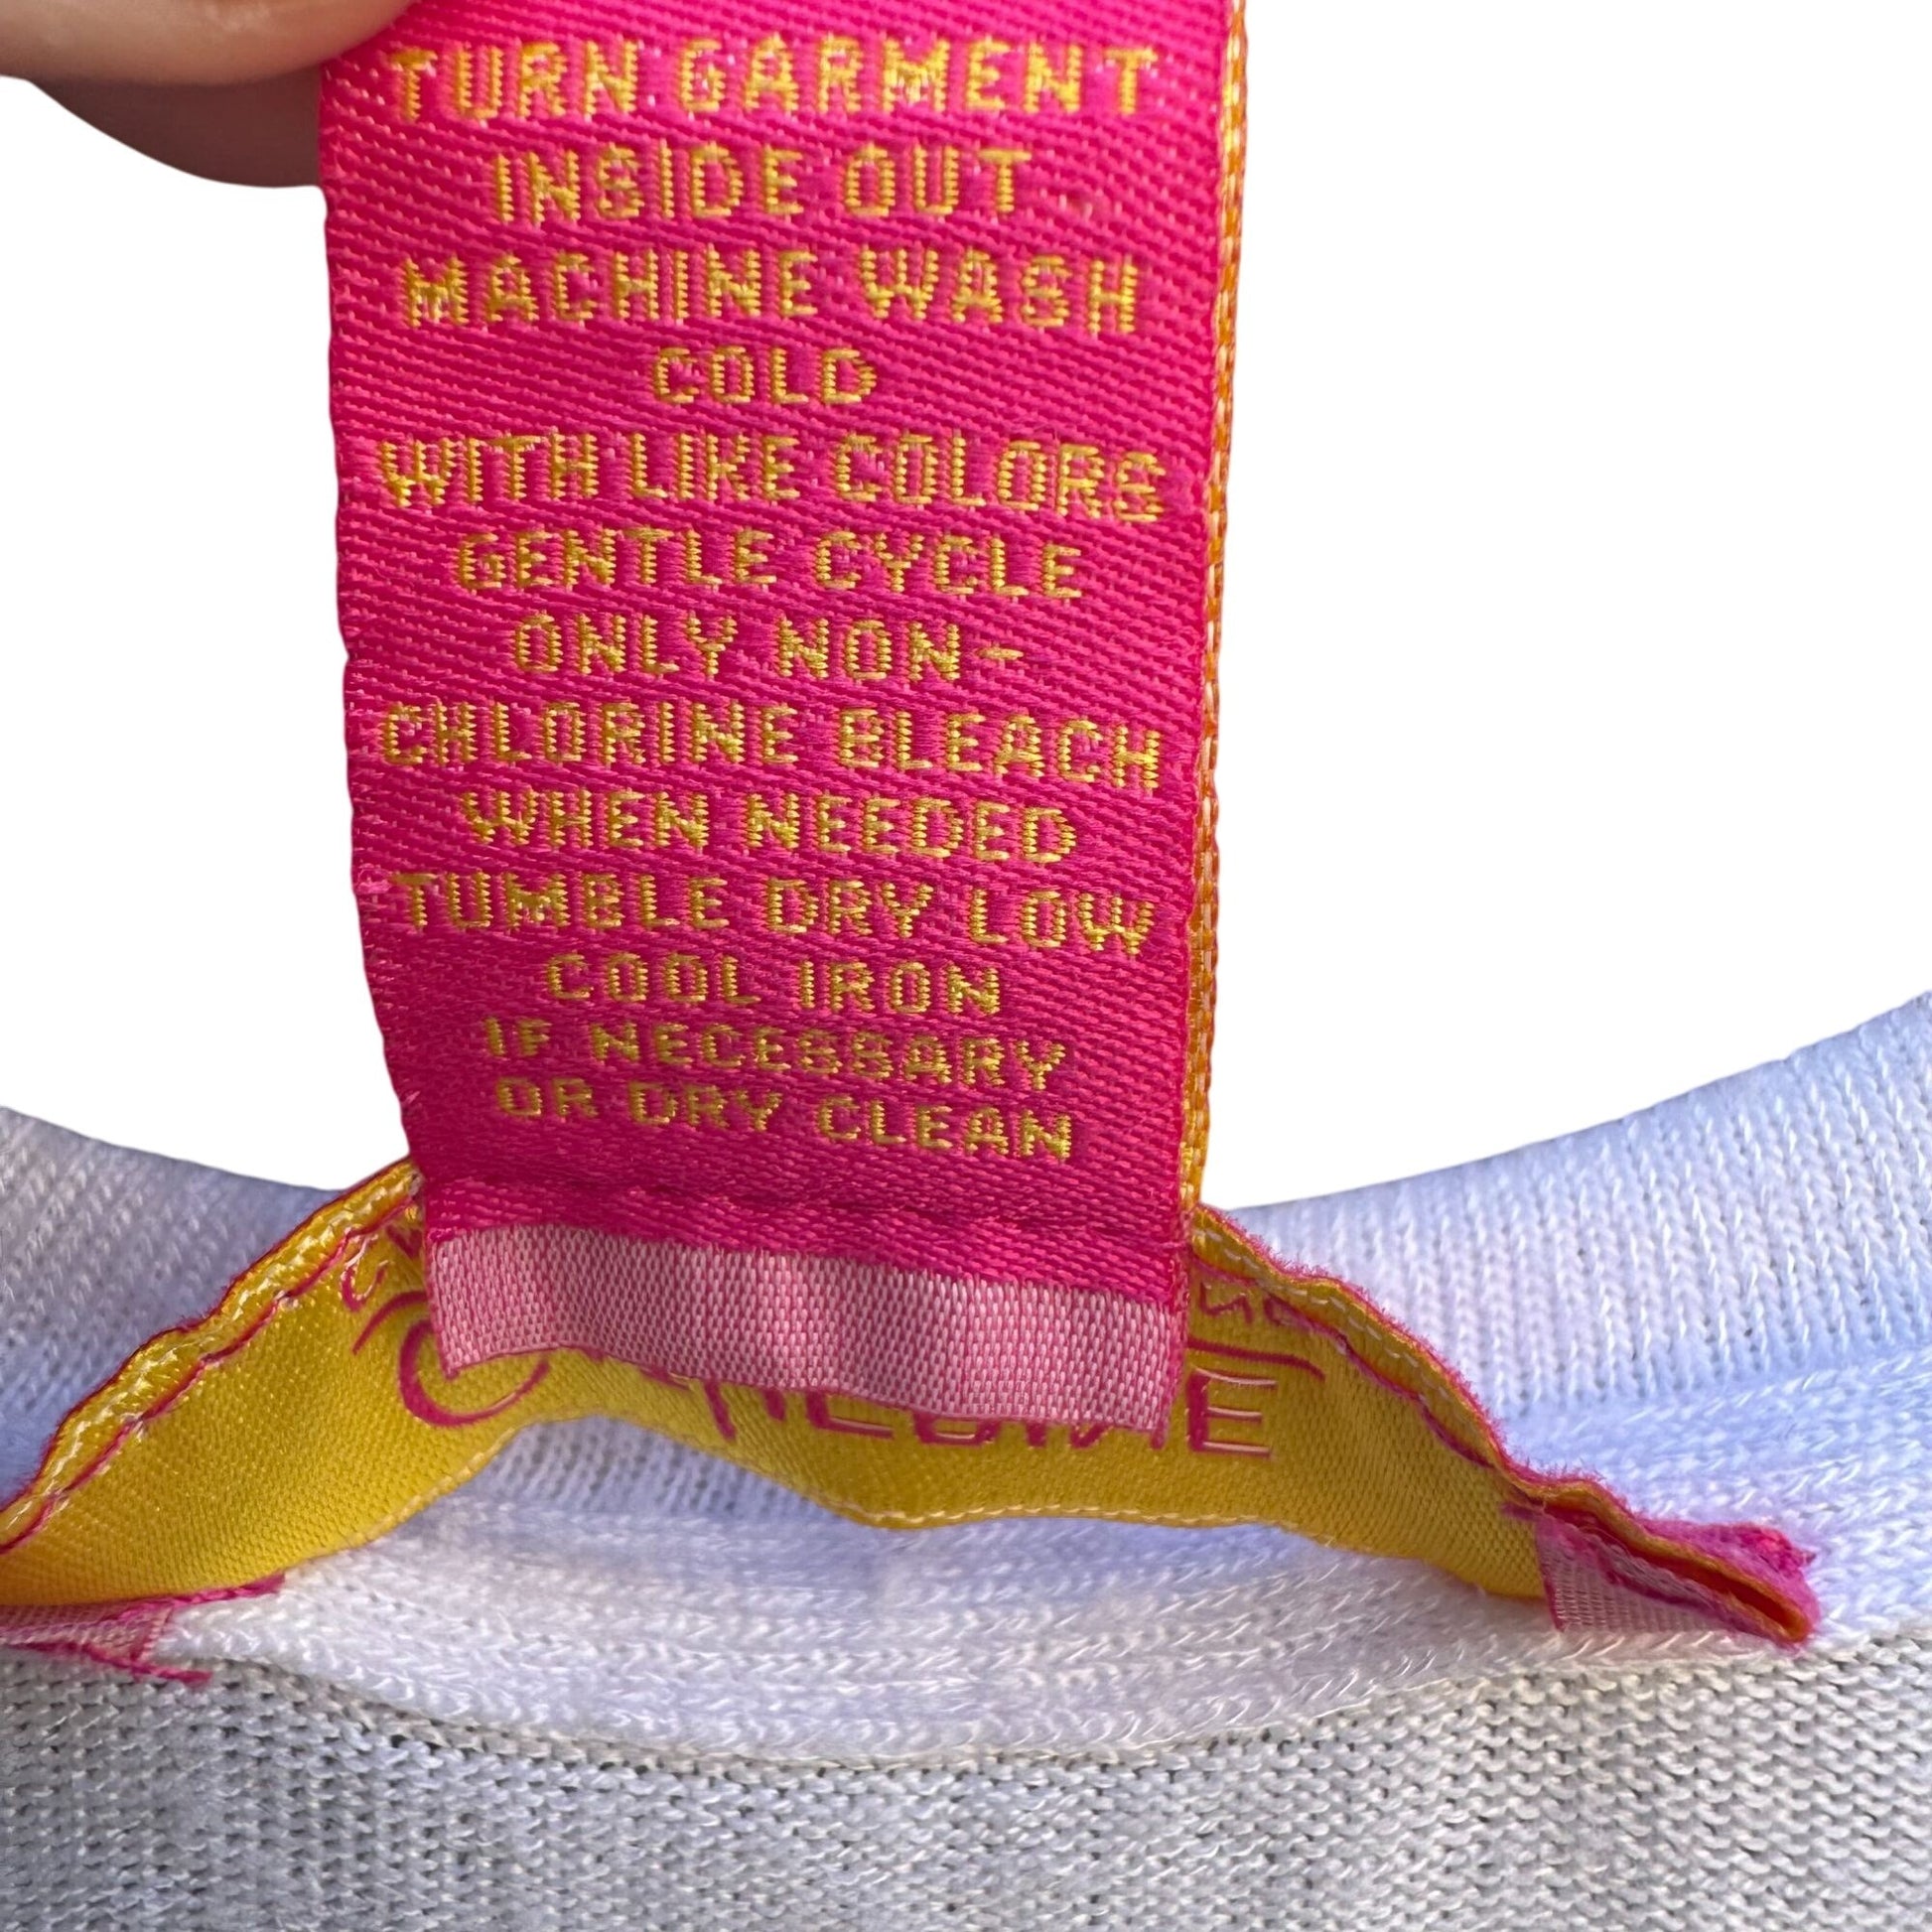 TURN GARMENT
INSIDE OUT
MACHINE WASH
COLD
WITH LIKE COLORS
GENTLE CYCLE
ONLY NON-
CHLORINE BLEACH
WHEN NEEDED
TUMBLE DRY LOW
COOL IRON
IF NECESSARY
OR DRY CLEAN